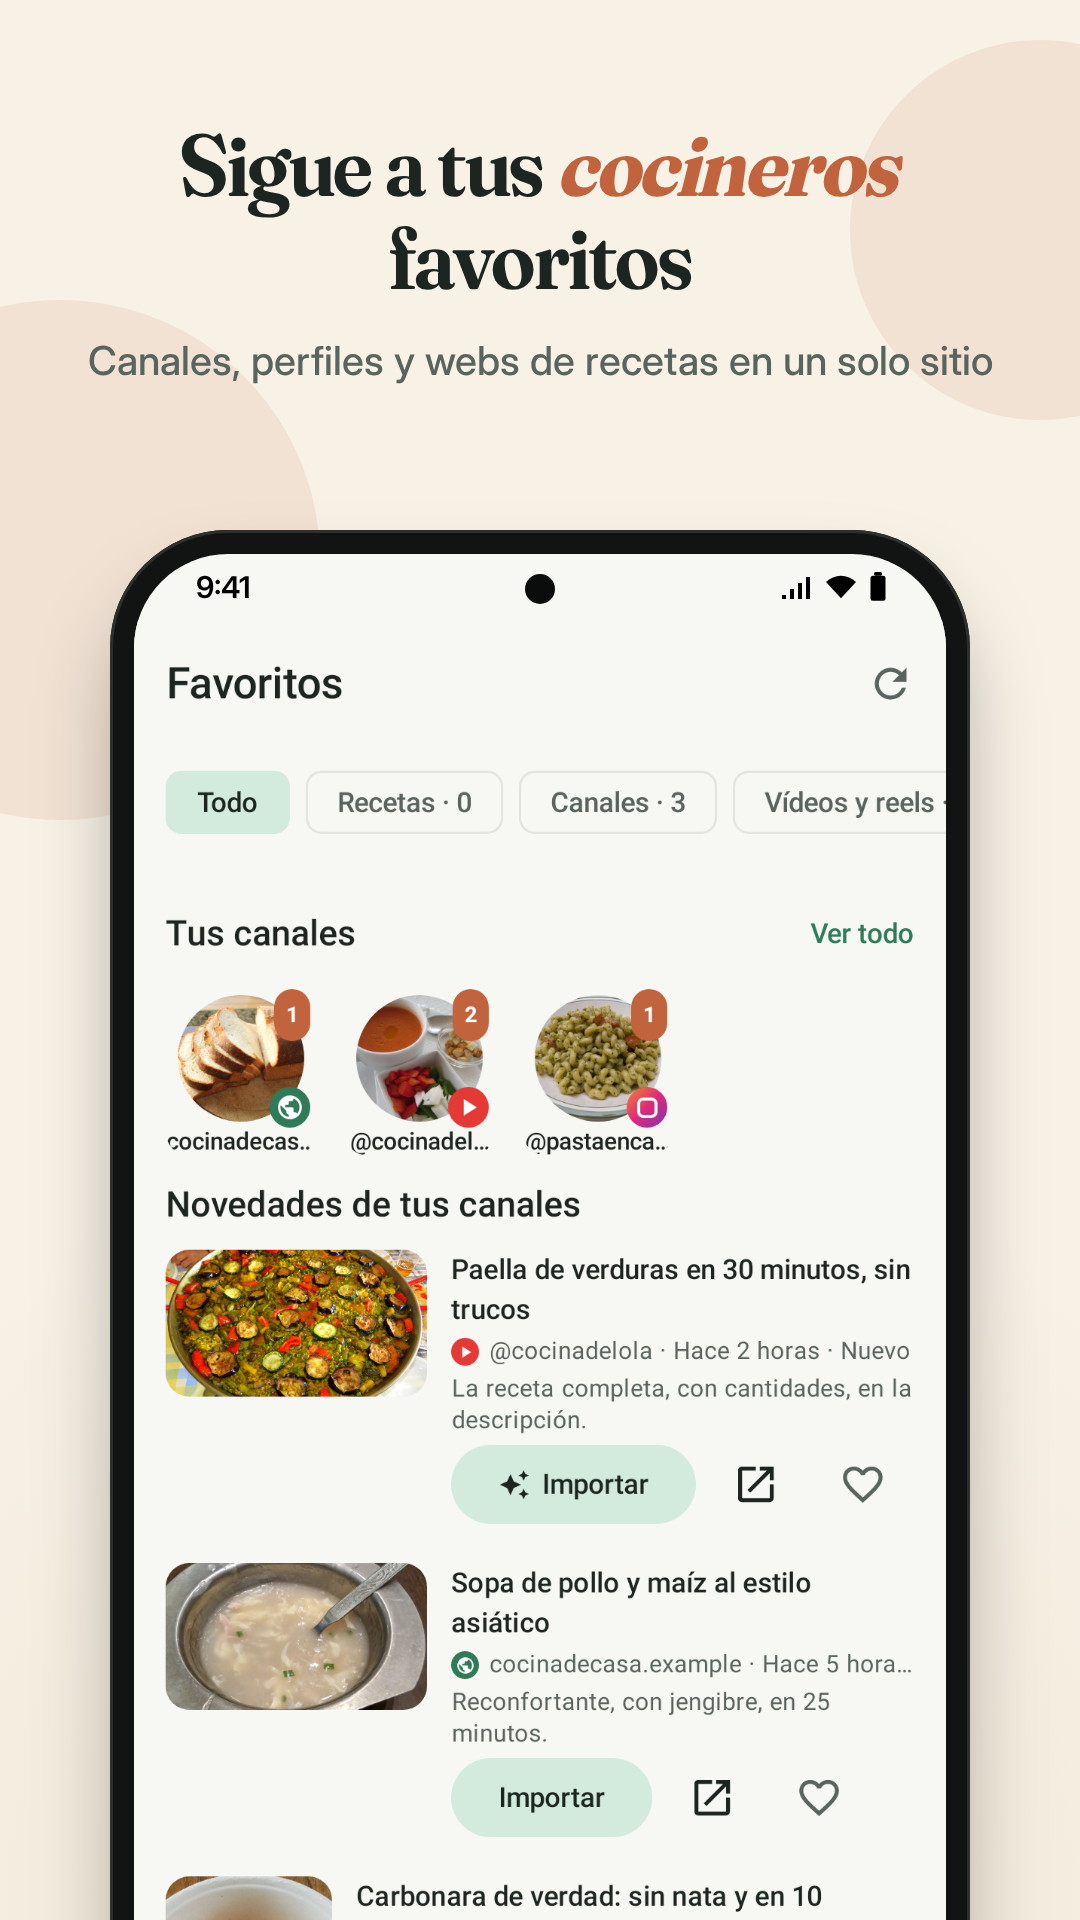 Sigue a tus cocineros
favoritos
Canales, perfiles y webs de recetas en un solo sitio
9:41
Favoritos
Todo
Recetas · 0
Canales · 3
Vídeos y reels ·
Tus canales
Ver todo
1
2
1
cocinadecas..
@cocinadel...
@pastaenca..
Novedades de tus canales
Paella de verduras en 30 minutos, sin
trucos
@cocinadelola · Hace 2 horas · Nuevo
La receta completa, con cantidades, en la
descripción.
Importar
Sopa de pollo y maíz al estilo
asiático
cocinadecasa.example · Hace 5 hora...
Reconfortante, con jengibre, en 25
minutos.
Importar
Carbonara de verdad: sin nata y en 10